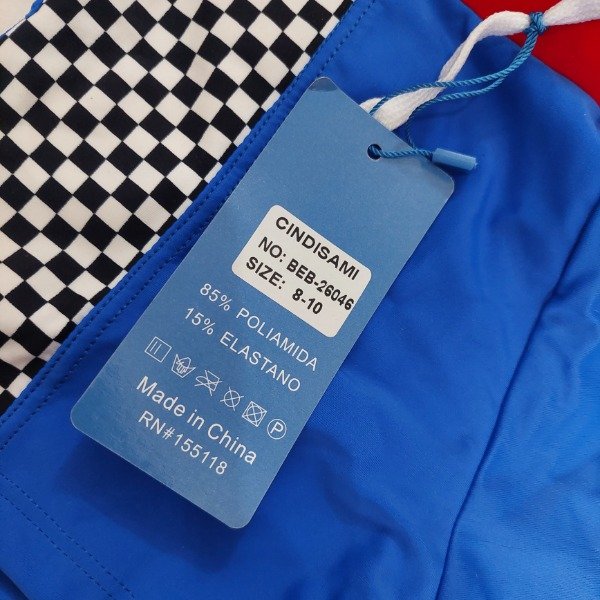 CINDISAMI
NO: BEB-26046
SIZE: 8-10
85% POLIAMIDA
15% ELASTANO
P
Made in China
RN#155118